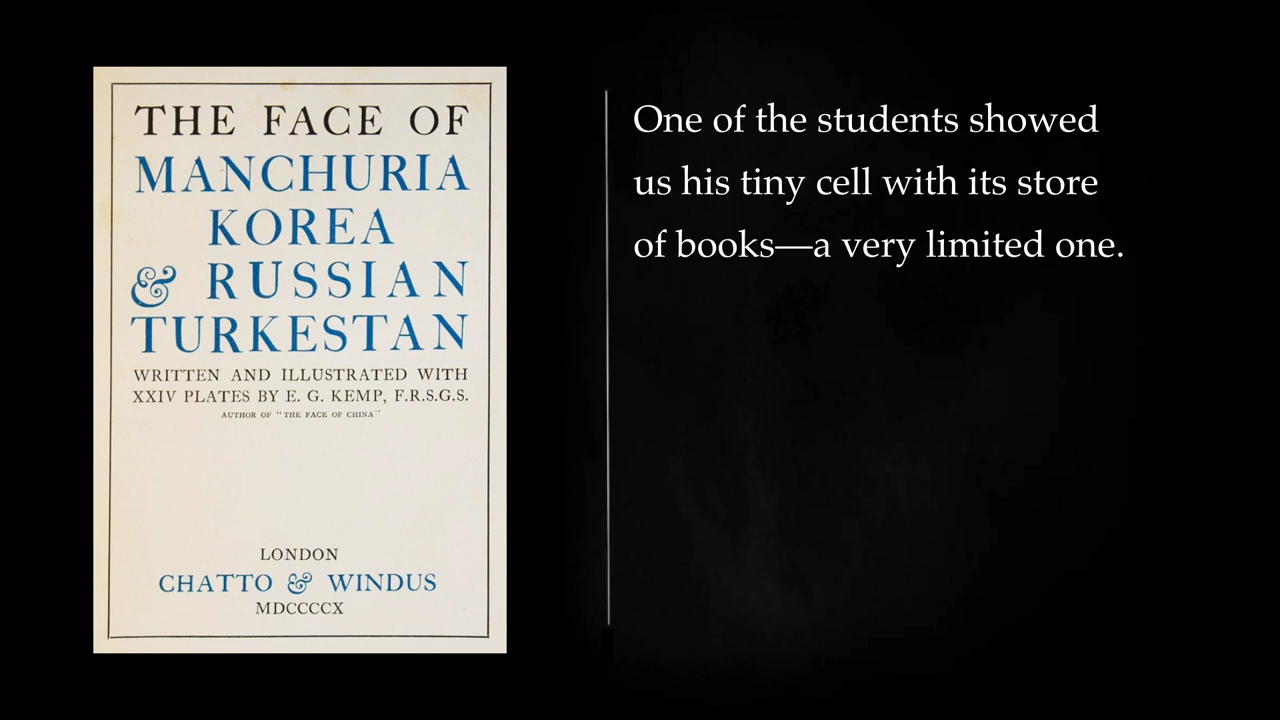 THE FACE OF
MANCHURIA
KOREA
& RUSSIAN
TURKESTAN
WRITTEN AND ILLUSTRATED WITH
XXIV PLATES BY E. G. KEMP, F.R.S.G.S.
AUTHOR OF "THE FACE OF CHINA"
LONDON
CHATTO & WINDUS
MDCCCCX
One of the students showed
us his tiny cell with its store
of books—a very limited one.